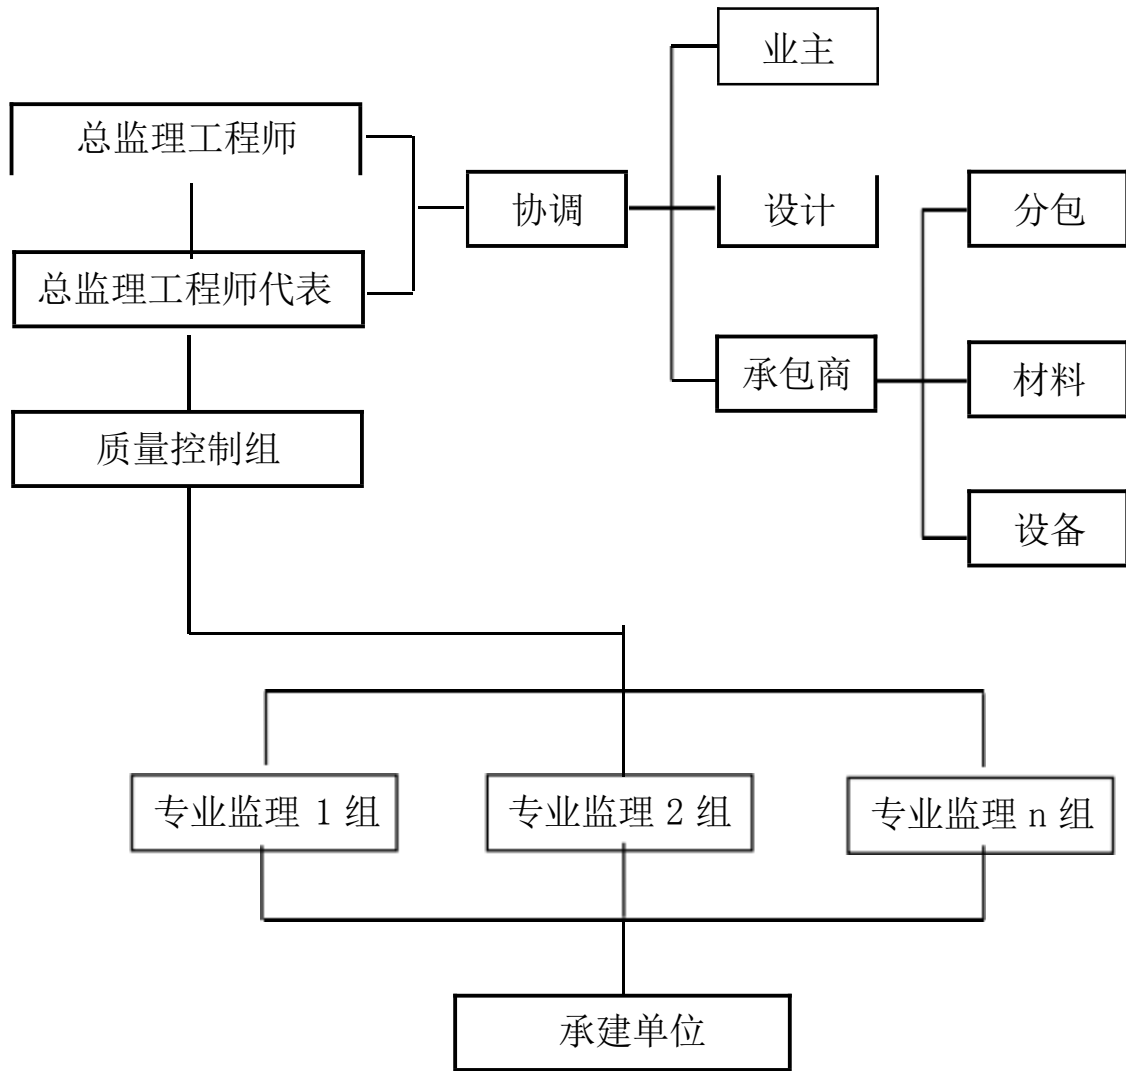 业主
总监理工程师
协调
设计
分包
总监理工程师代表
承包商
材料
质量控制组
设备
专业监理 1 组
专业监理 2 组
专业监理 n 组
承建单位